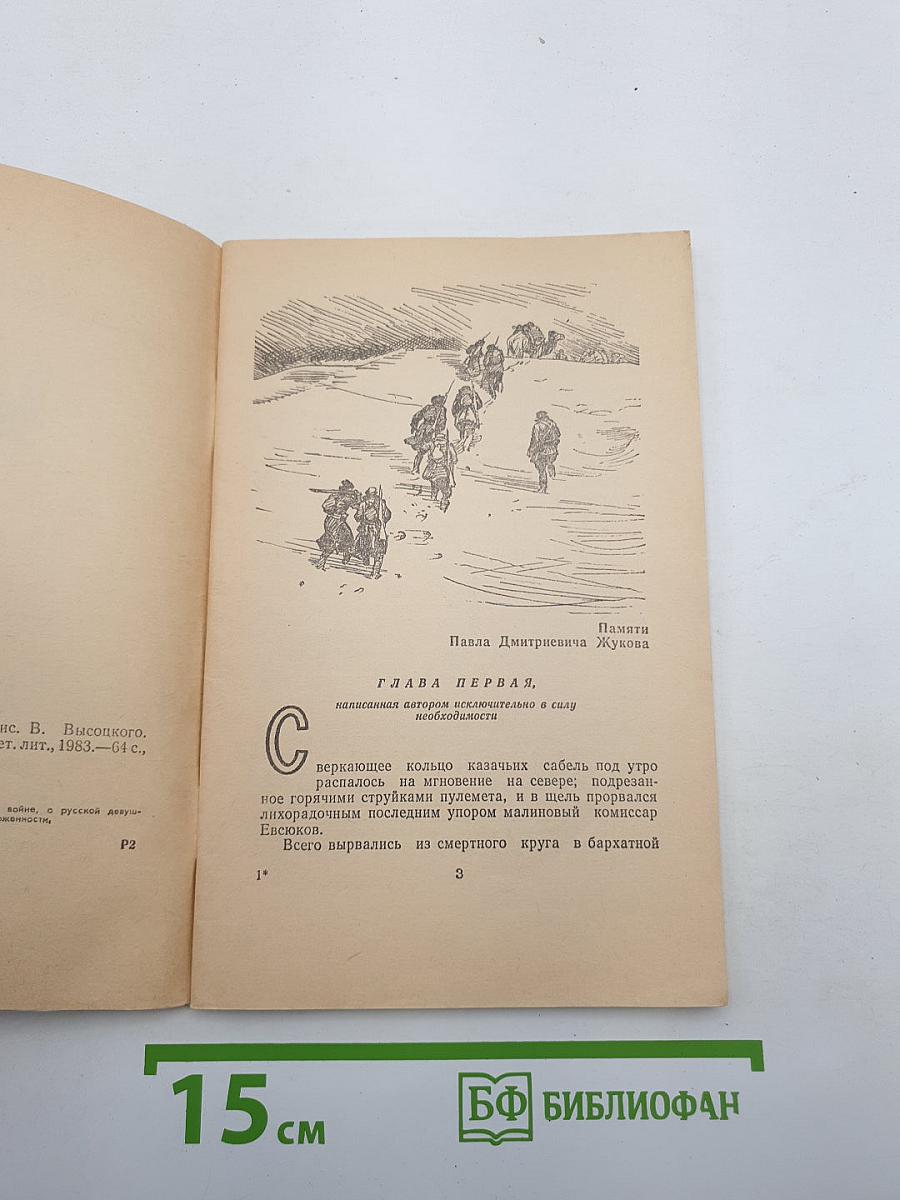 ис. В. Высоцкого.
ет. лит., 1983.—64 с.,
войне, о русской девуш-
оженности,
Р2
Памяти
Павла Дмитриевича Жукова
ГЛАВА ПЕРВАЯ,
написанная автором исключительно в силу
необходимости
Сверкающее кольцо казачьих сабель под утро
распалось на мгновение на севере; подрезан-
ное горячими струйками пулемета, и в щель прорвался
лихорадочным последним упором малиновый комиссар
Евсюков.
Всего вырвались из смертного круга в бархатной
1*
3
15 см
БФ БИБЛИОФАН